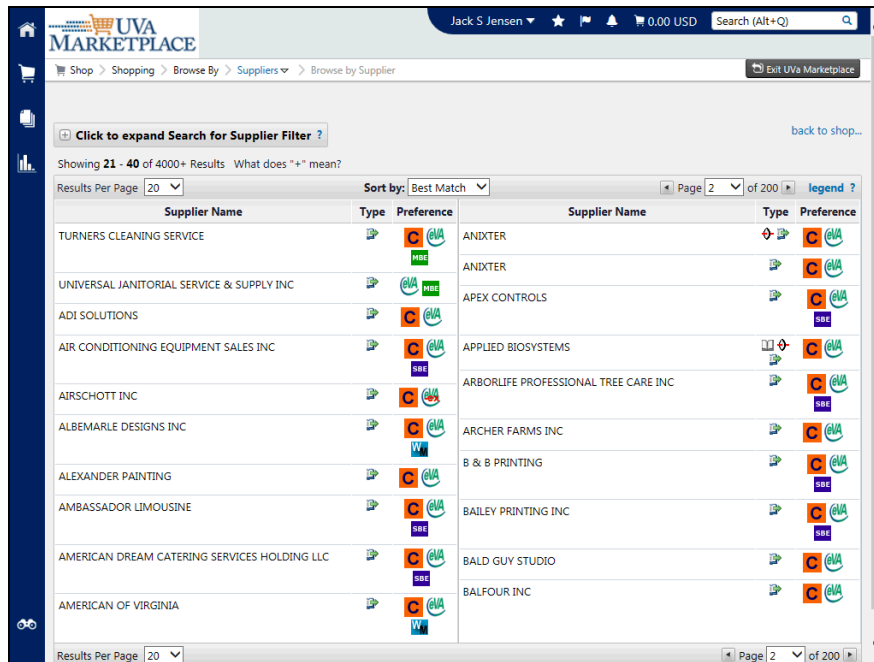 UVA
MARKETPLACE
Jack S Jensen
0.00 USD
Search (Alt+Q)
Shop > Shopping > Browse By > Suppliers > Browse by Supplier
Exit UVa Marketplace
Click to expand Search for Supplier Filter ?
back to shop...
Showing 21 - 40 of 4000+ Results What does "+" mean?
Results Per Page 20 Sort by: Best Match Page 2 of 200 legend ?
Supplier Name Type Preference
TURNERS CLEANING SERVICE C eVA
MBE
UNIVERSAL JANITORIAL SERVICE & SUPPLY INC eVA MBE
ADI SOLUTIONS C eVA
AIR CONDITIONING EQUIPMENT SALES INC C eVA
SBE
AIRSCHOTT INC C eVA ex
ALBEMARLE DESIGNS INC C eVA
WM
ALEXANDER PAINTING C eVA
AMBASSADOR LIMOUSINE C eVA
SBE
AMERICAN DREAM CATERING SERVICES HOLDING LLC C eVA
SBE
AMERICAN OF VIRGINIA C eVA
WM
Supplier Name Type Preference
ANIXTER C eVA
ANIXTER C eVA
APEX CONTROLS C eVA
SBE
APPLIED BIOSYSTEMS C eVA
ARBORLIFE PROFESSIONAL TREE CARE INC C eVA
SBE
ARCHER FARMS INC C eVA
B & B PRINTING C eVA
SBE
BAILEY PRINTING INC C eVA
SBE
BALD GUY STUDIO C eVA
BALFOUR INC C eVA
Results Per Page 20 Page 2 of 200